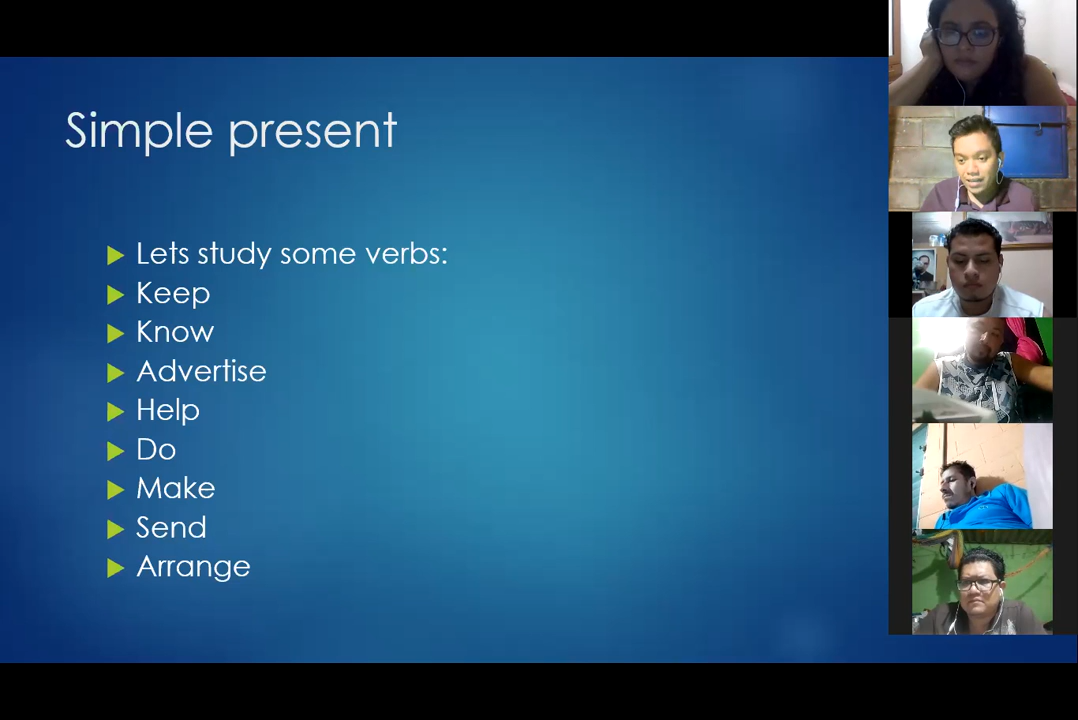 Simple present
Lets study some verbs:
Keep
Know
Advertise
Help
Do
Make
Send
Arrange